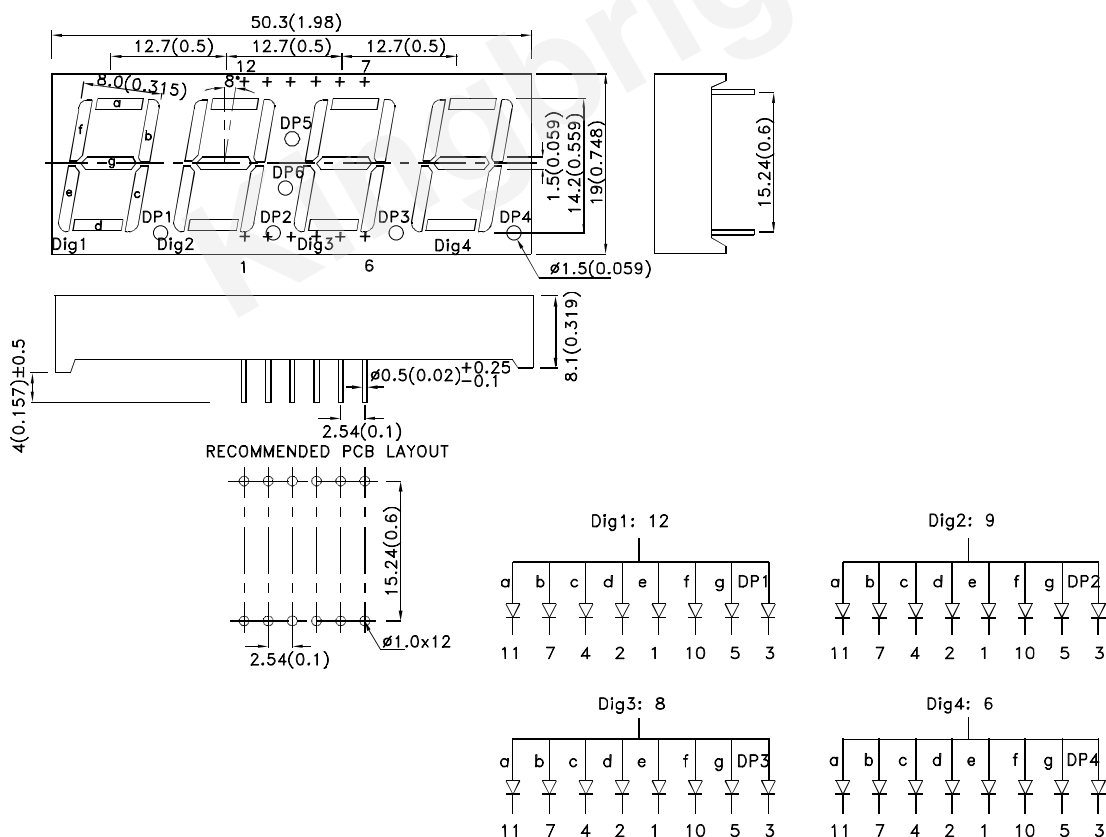 50.3(1.98)
12.7(0.5) 12.7(0.5) 12.7(0.5)
12 7
8.0(0.315) 8°
a
f b
g
e c
d
DP5
DP6
DP1 DP2 DP3 DP4
Dig1 Dig2 Dig3 Dig4
1 6
1.5(0.059)
14.2(0.559)
19(0.748)
ø1.5(0.059)
15.24(0.6)
Kingbrig
4(0.157)±0.5
8.1(0.319)
ø0.5(0.02)+0.25
−0.1
2.54(0.1)
RECOMMENDED PCB LAYOUT
15.24(0.6)
ø1.0x12
2.54(0.1)
Dig1: 12
a b c d e f g DP1
11 7 4 2 1 10 5 3
Dig2: 9
a b c d e f g DP2
11 7 4 2 1 10 5 3
Dig3: 8
a b c d e f g DP3
11 7 4 2 1 10 5 3
Dig4: 6
a b c d e f g DP4
11 7 4 2 1 10 5 3